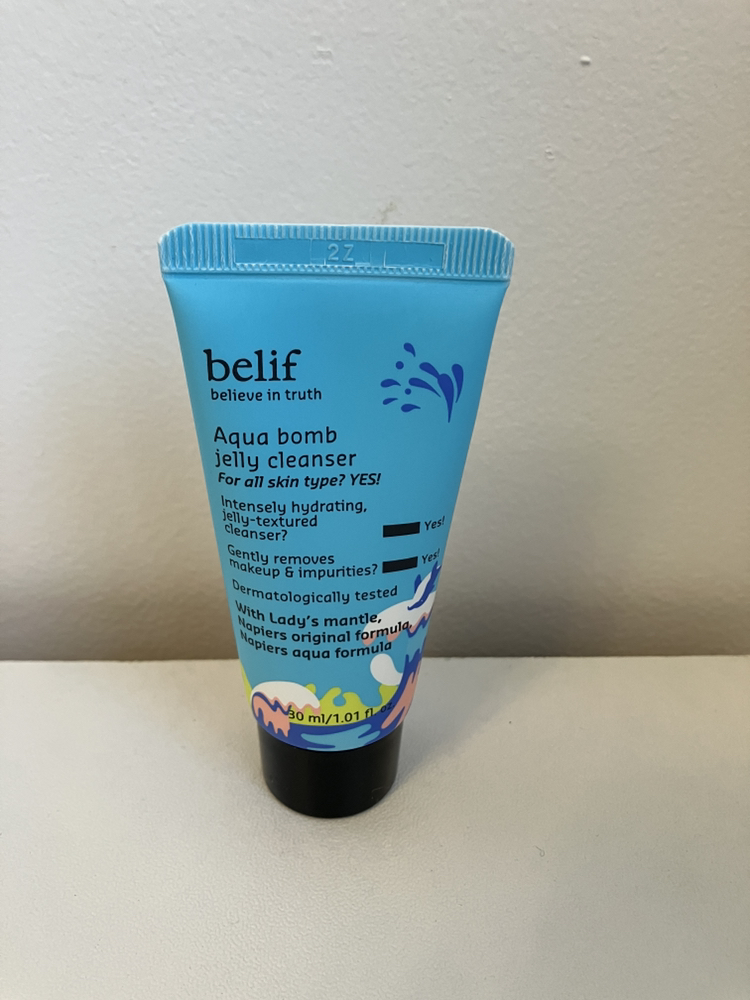 2Z
belif
believe in truth
Aqua bomb
jelly cleanser
For all skin type? YES!
Intensely hydrating,
jelly-textured
cleanser?
Yes!
Gently removes
makeup & impurities?
Yes!
Dermatologically tested
With Lady's mantle,
Napiers original formula,
Napiers aqua formula
30 ml/1.01 fl. oz